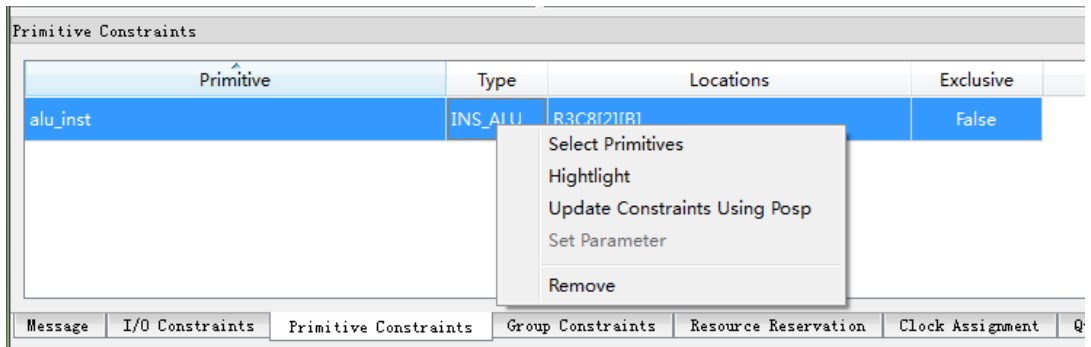 Primitive Constraints
Primitive Type Locations Exclusive
alu_inst INS_ALU R3C8[2][B] False
Select Primitives
Hightlight
Update Constraints Using Posp
Set Parameter
Remove
Message I/O Constraints Primitive Constraints Group Constraints Resource Reservation Clock Assignment